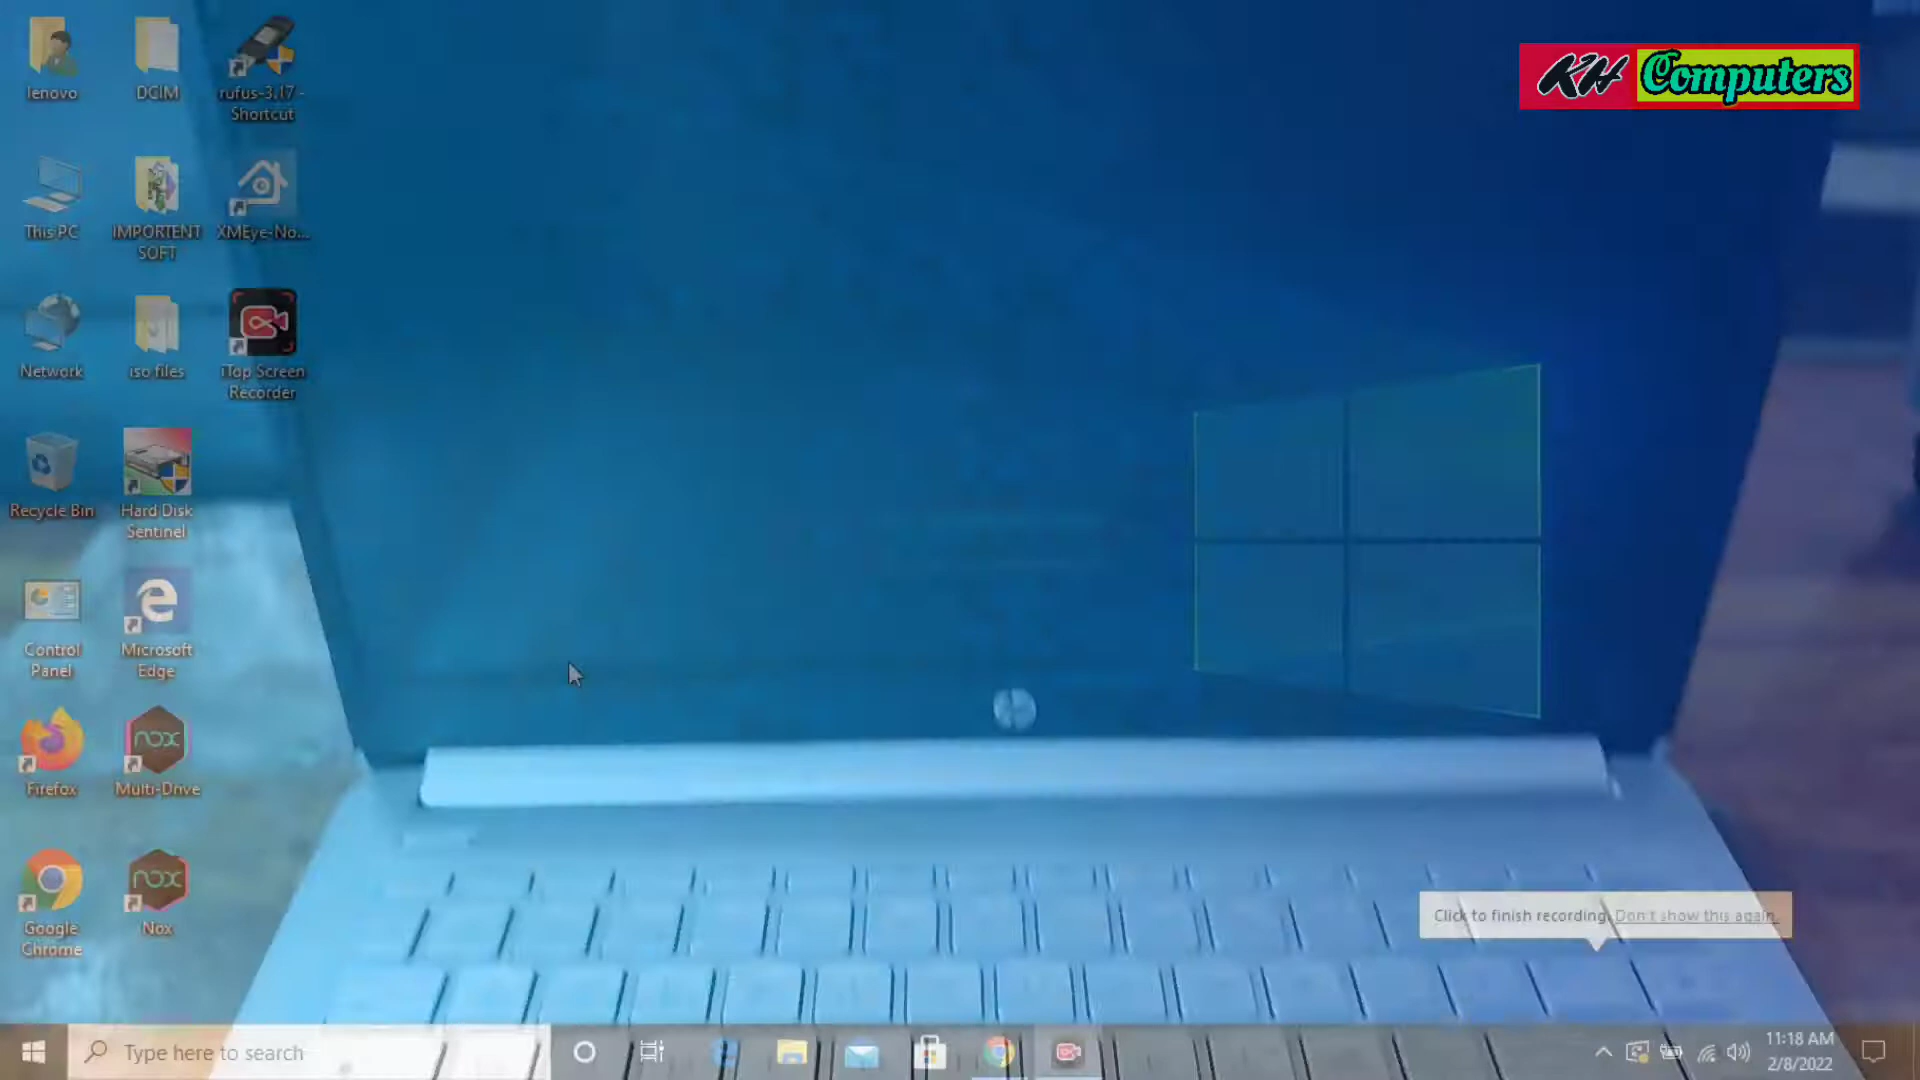 KH Computers
lenovo
DCIM
rufus-3.17 -
Shortcut
This PC
IMPORTENT
SOFT
XMEye-No...
Network
iso files
iTop Screen
Recorder
Recycle Bin
Hard Disk
Sentinel
Control
Panel
Microsoft
Edge
nox
Firefox
Multi-Drive
nox
Google
Chrome
Nox
Click to finish recording. Don't show this again.
Type here to search
11:18 AM
2/8/2022